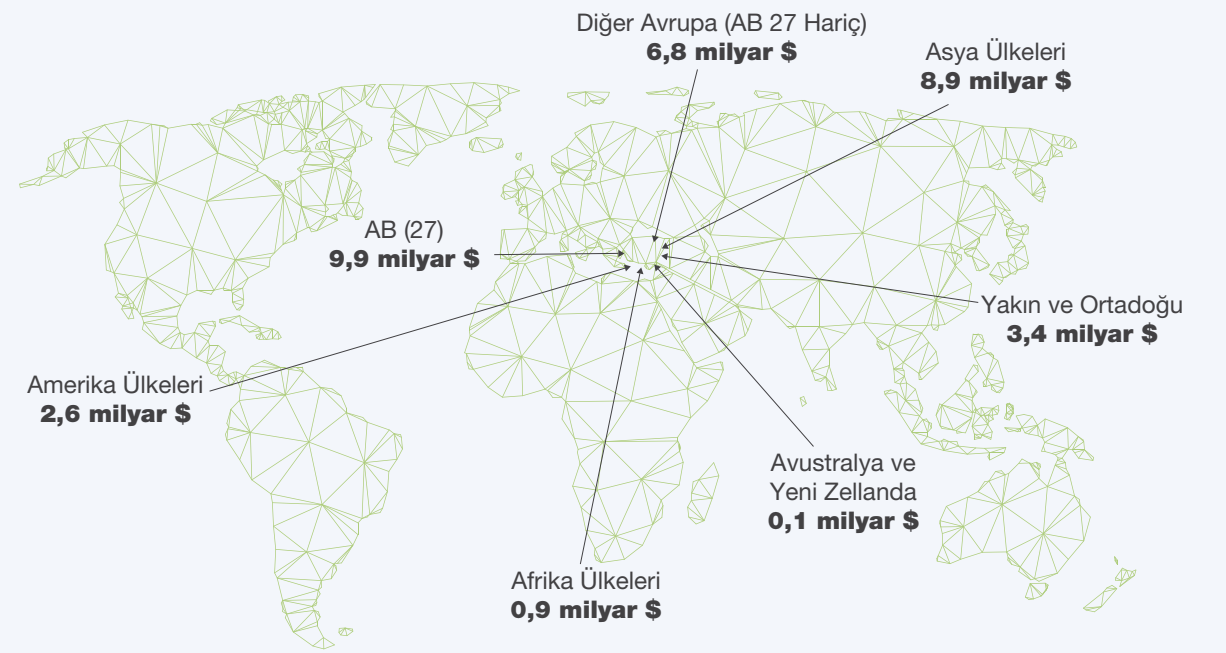 Diğer Avrupa (AB 27 Hariç)
6,8 milyar $
Asya Ülkeleri
8,9 milyar $
AB (27)
9,9 milyar $
Yakın ve Ortadoğu
3,4 milyar $
Amerika Ülkeleri
2,6 milyar $
Avustralya ve
Yeni Zellanda
0,1 milyar $
Afrika Ülkeleri
0,9 milyar $